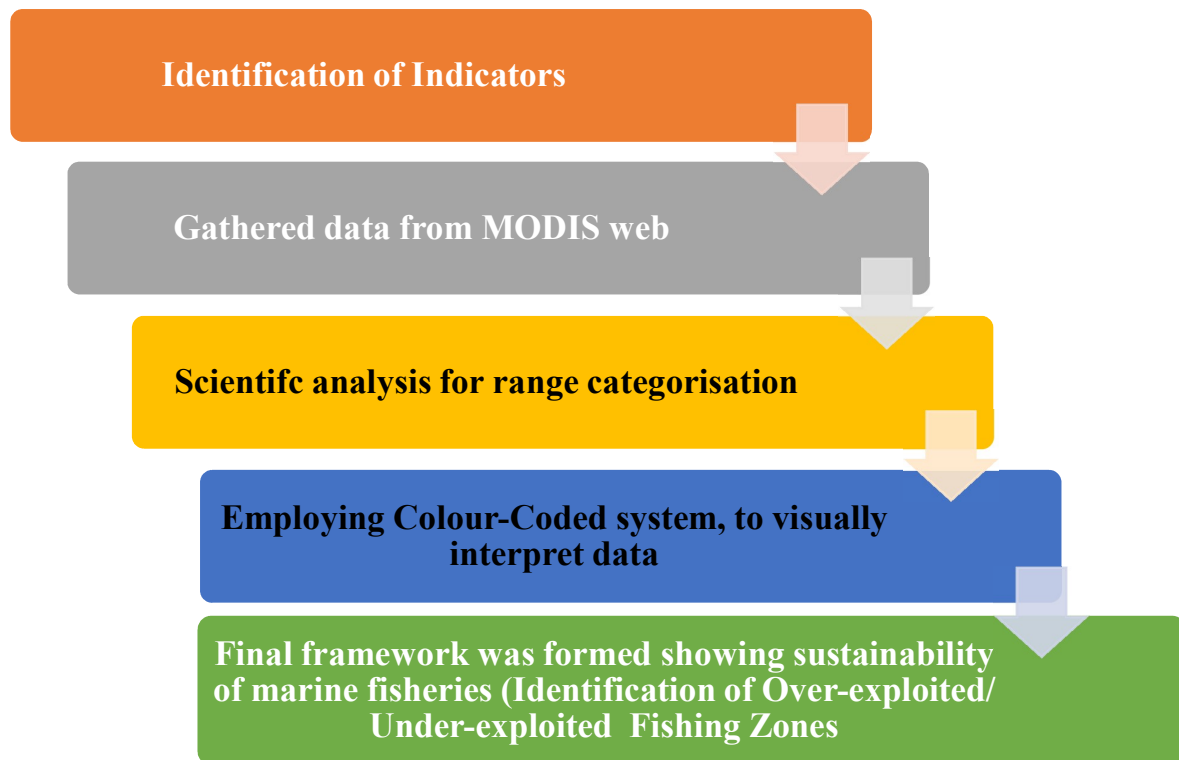 Identification of Indicators
Gathered data from MODIS web
Scientifc analysis for range categorisation
Employing Colour-Coded system, to visually
interpret data
Final framework was formed showing sustainability
of marine fisheries (Identification of Over-exploited/
Under-exploited Fishing Zones